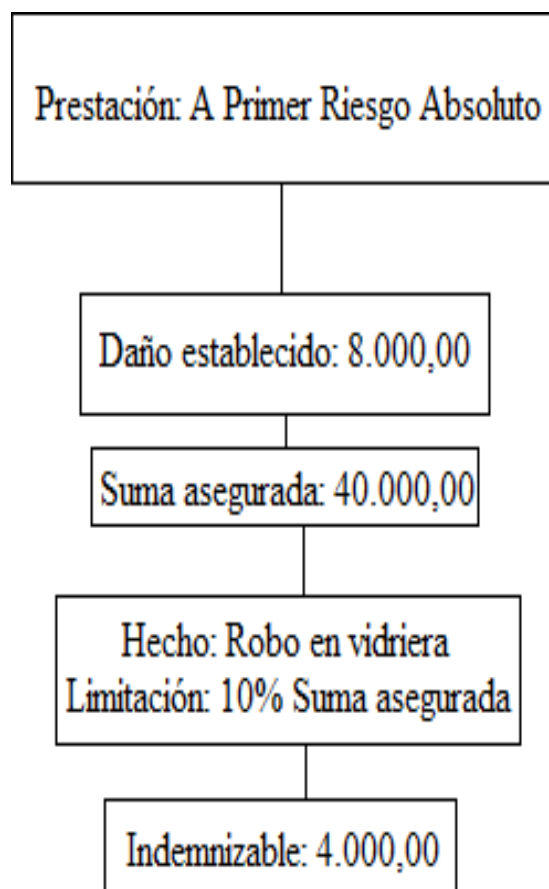 Prestación: A Primer Riesgo Absoluto
Daño establecido: 8.000,00
Suma asegurada: 40.000,00
Hecho: Robo en vidriera
Limitación: 10% Suma asegurada
Indemnizable: 4.000,00